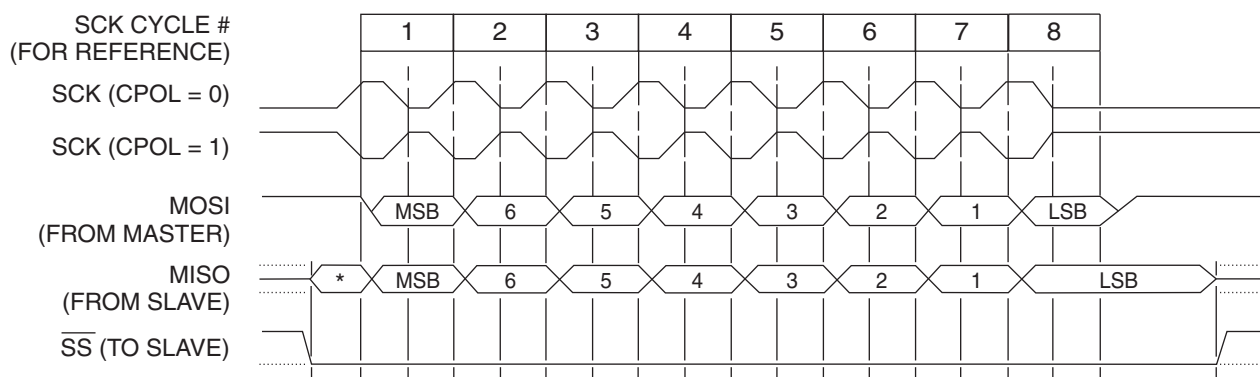 SCK CYCLE # 1 2 3 4 5 6 7 8
(FOR REFERENCE)
SCK (CPOL = 0)
SCK (CPOL = 1)
MOSI MSB 6 5 4 3 2 1 LSB
(FROM MASTER)
MISO * MSB 6 5 4 3 2 1 LSB
(FROM SLAVE)
SS (TO SLAVE)